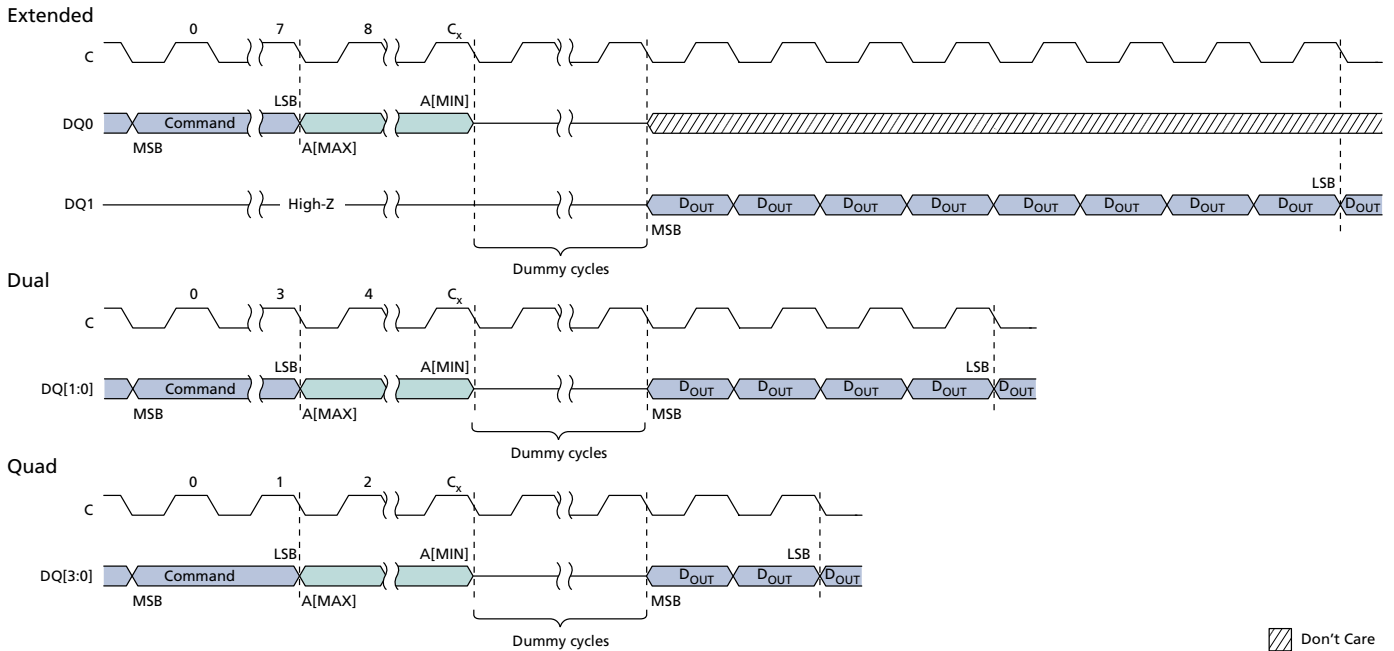 Extended
0 7 8 Cx
C
LSB A[MIN]
DQ0 Command
MSB A[MAX]
LSB
DQ1 High-Z DOUT DOUT DOUT DOUT DOUT DOUT DOUT DOUT DOUT
MSB
Dummy cycles
Dual
0 3 4 Cx
C
LSB A[MIN] LSB
DQ[1:0] Command DOUT DOUT DOUT DOUT DOUT
MSB A[MAX] MSB
Dummy cycles
Quad
0 1 2 Cx
C
LSB A[MIN] LSB
DQ[3:0] Command DOUT DOUT DOUT
MSB A[MAX] MSB
Dummy cycles
Don't Care